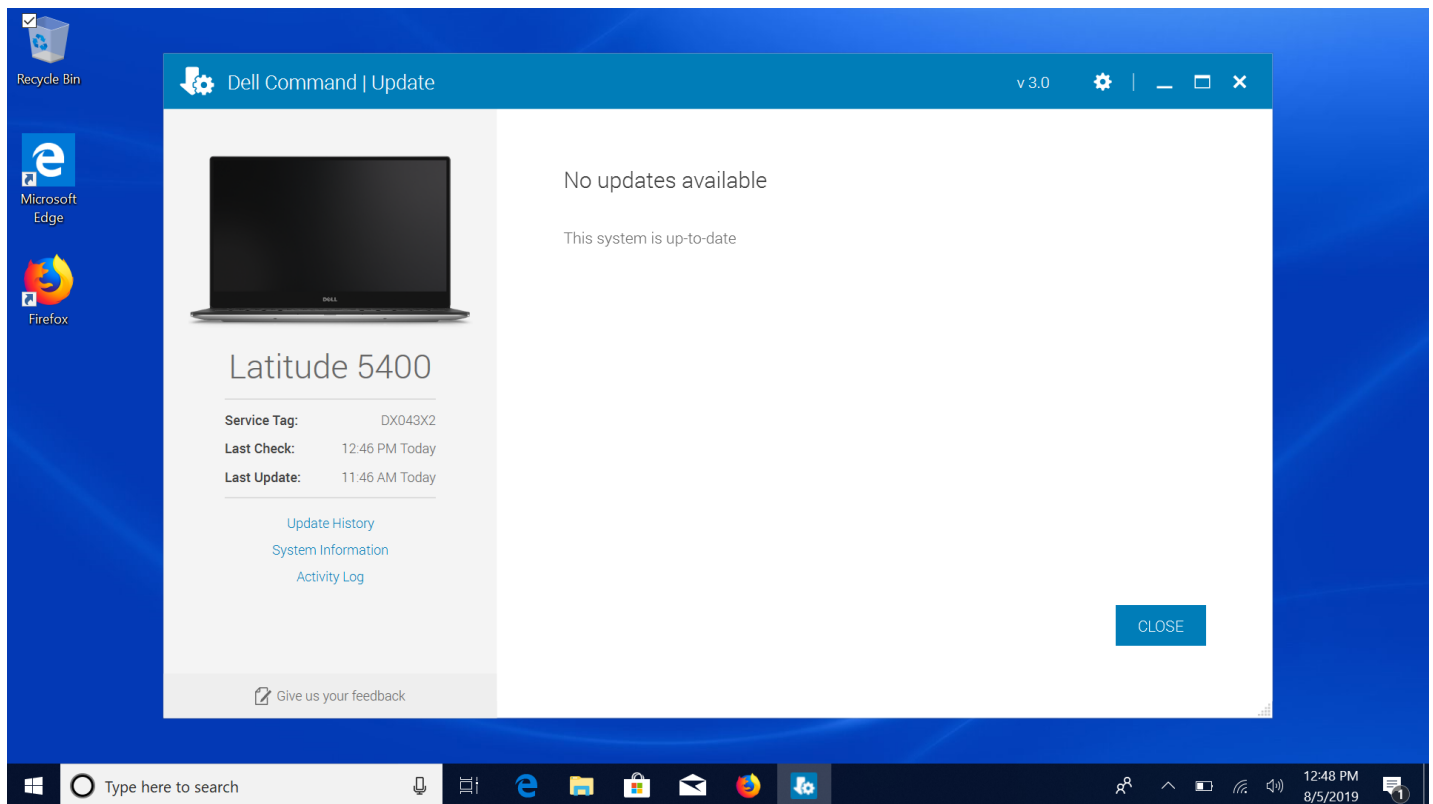 Recycle Bin
Microsoft
Edge
Firefox
Dell Command | Update
v 3.0
DELL
Latitude 5400
Service Tag: DX043X2
Last Check: 12:46 PM Today
Last Update: 11:46 AM Today
Update History
System Information
Activity Log
Give us your feedback
No updates available
This system is up-to-date
CLOSE
Type here to search
12:48 PM
8/5/2019
1